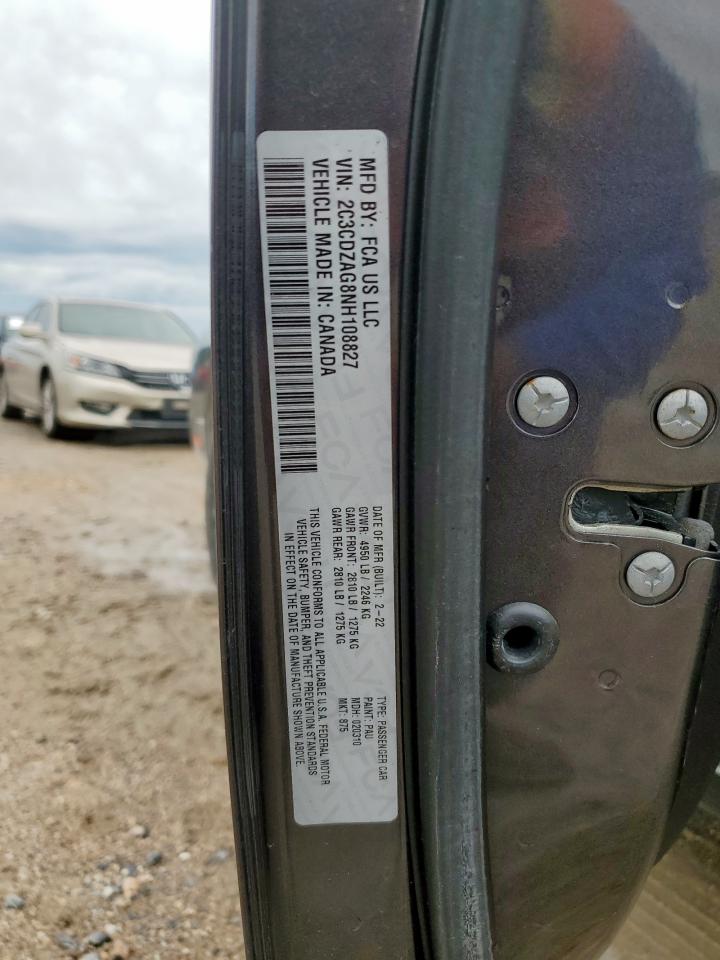 MFD BY: FCA US LLC
VIN: 2C3CDZAG8NH108827
VEHICLE MADE IN: CANADA
DATE OF MFR (BUILT): 2-22
GVWR: 4950 LB / 2246 KG
GAWR FRONT: 2810 LB / 1275 KG
GAWR REAR: 2810 LB / 1275 KG
TYPE: PASSENGER CAR
PAINT: PAU
MDH: 020310
MKT: 875
THIS VEHICLE CONFORMS TO ALL APPLICABLE U.S.A. FEDERAL MOTOR
VEHICLE SAFETY, BUMPER, AND THEFT PREVENTION STANDARDS
IN EFFECT ON THE DATE OF MANUFACTURE SHOWN ABOVE.